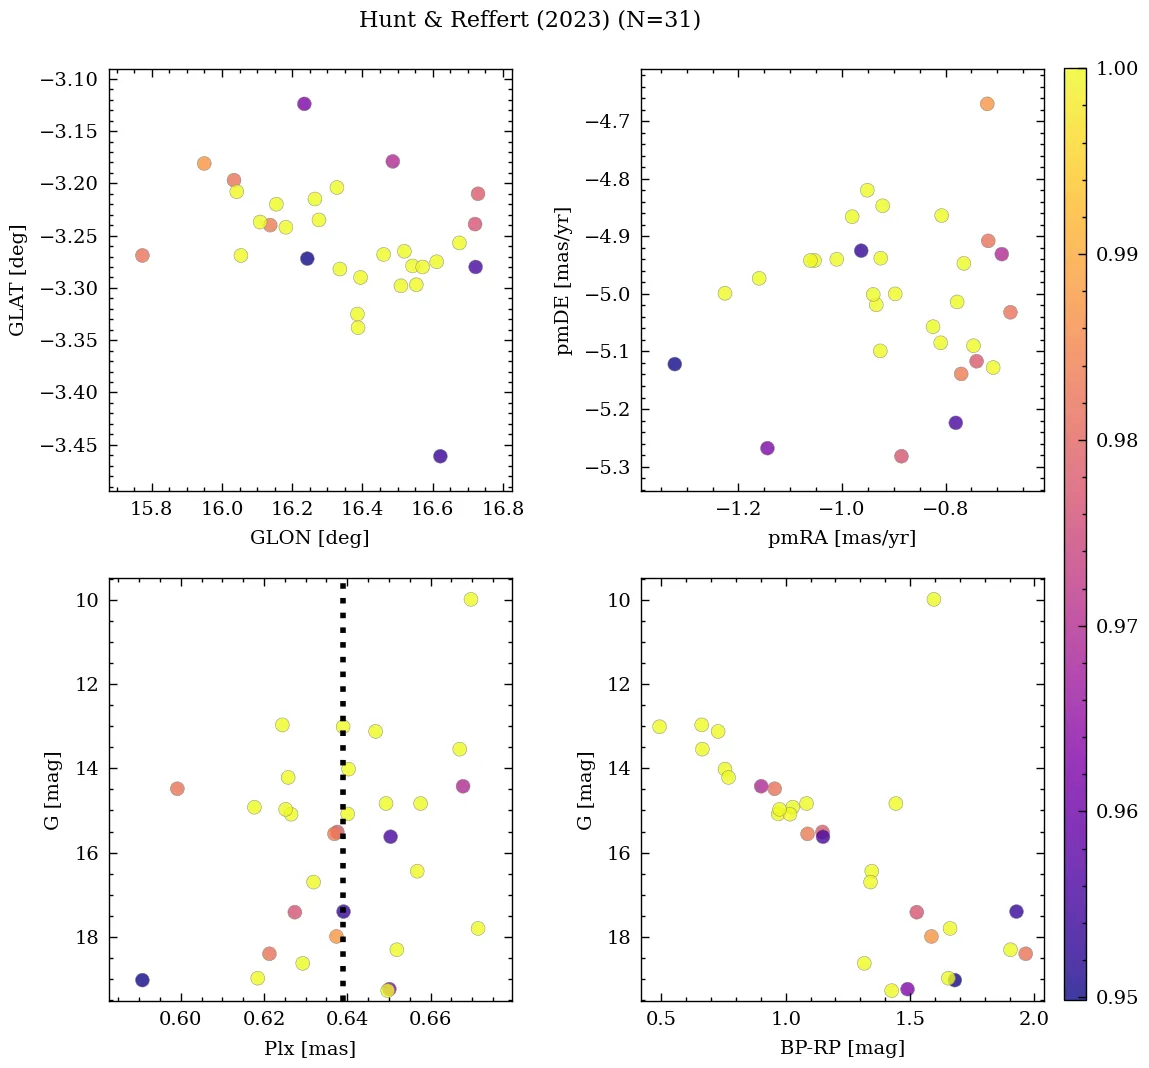 Hunt & Reffert (2023) (N=31)
−3.10
−3.15
−3.20
−3.25
−3.30
−3.35
−3.40
−3.45
GLAT [deg]
15.8 16.0 16.2 16.4 16.6 16.8
GLON [deg]
−4.7
−4.8
−4.9
−5.0
−5.1
−5.2
−5.3
pmDE [mas/yr]
−1.2 −1.0 −0.8
pmRA [mas/yr]
10
12
14
16
18
G [mag]
0.60 0.62 0.64 0.66
Plx [mas]
10
12
14
16
18
G [mag]
0.5 1.0 1.5 2.0
BP-RP [mag]
1.00
0.99
0.98
0.97
0.96
0.95